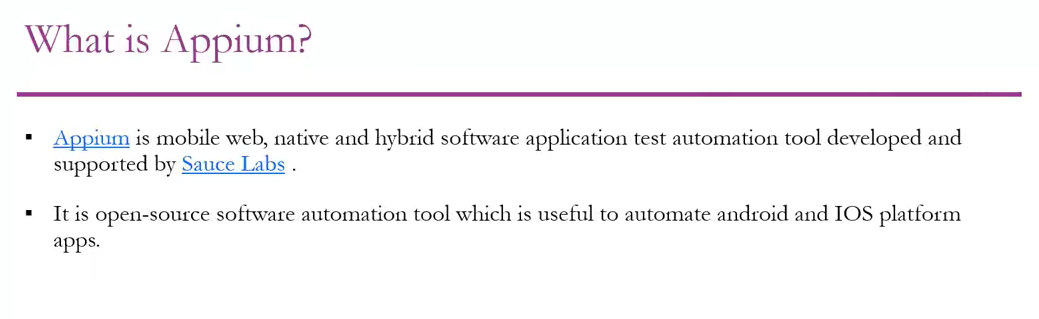 What is Appium?
▪ Appium is mobile web, native and hybrid software application test automation tool developed and
supported by Sauce Labs .
▪ It is open-source software automation tool which is useful to automate android and IOS platform
apps.